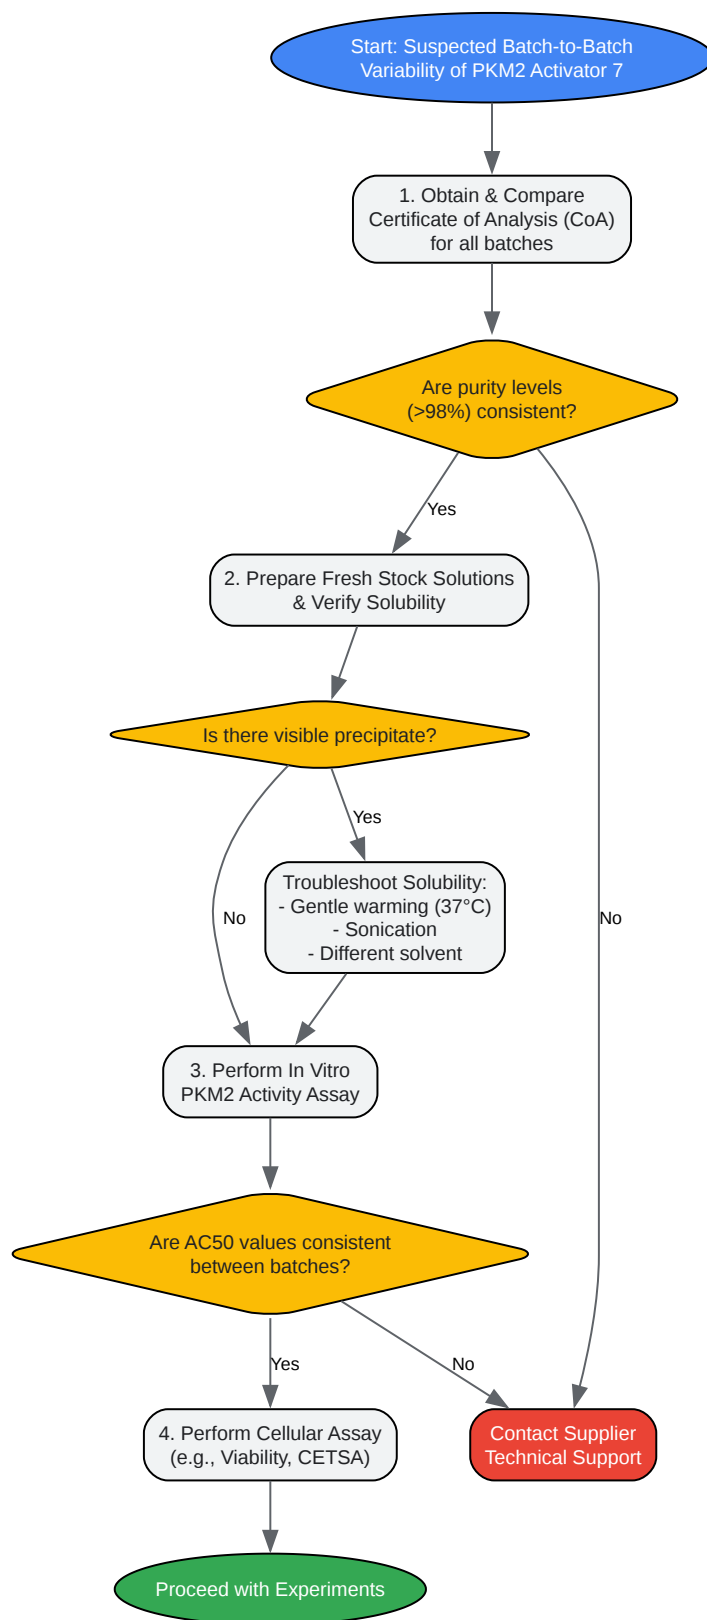 Start: Suspected Batch-to-Batch
Variability of PKM2 Activator 7
1. Obtain & Compare
Certificate of Analysis (CoA)
for all batches
Are purity levels
(>98%) consistent?
Yes
2. Prepare Fresh Stock Solutions
& Verify Solubility
Is there visible precipitate?
Yes
Troubleshoot Solubility:
- Gentle warming (37°C)
- Sonication
- Different solvent
No
No
3. Perform In Vitro
PKM2 Activity Assay
Are AC50 values consistent
between batches?
Yes
No
4. Perform Cellular Assay
(e.g., Viability, CETSA)
Contact Supplier
Technical Support
Proceed with Experiments